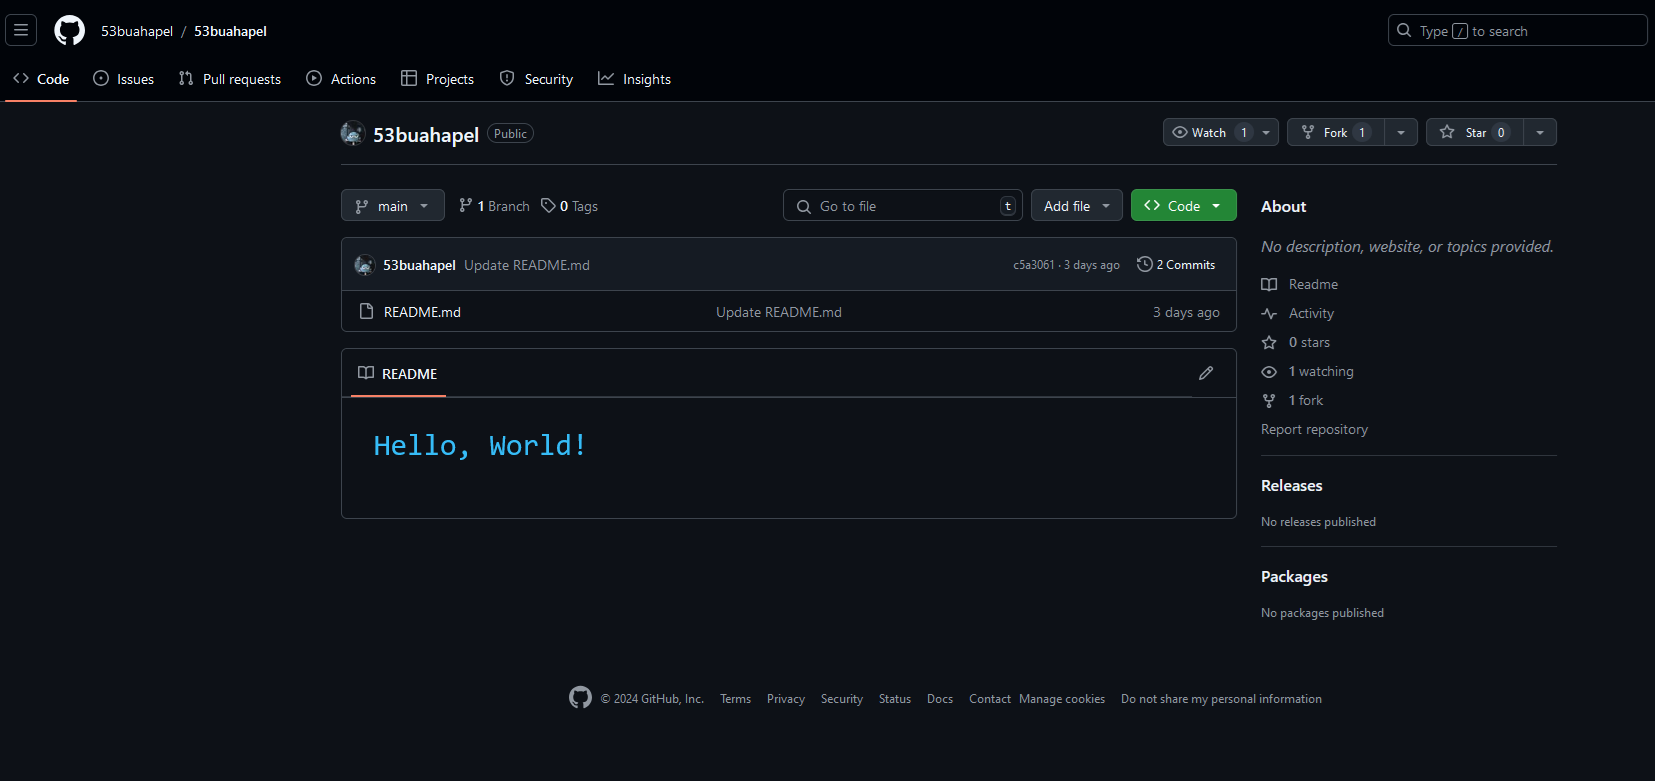 53buahapel / 53buahapel
Type / to search
Code Issues Pull requests Actions Projects Security Insights
53buahapel Public
Watch 1 Fork 1 Star 0
main 1 Branch 0 Tags Go to file t Add file Code
About
No description, website, or topics provided.
53buahapel Update README.md c5a3061 · 3 days ago 2 Commits
README.md Update README.md 3 days ago
README
Hello, World!
Readme
Activity
0 stars
1 watching
1 fork
Report repository
Releases
No releases published
Packages
No packages published
© 2024 GitHub, Inc. Terms Privacy Security Status Docs Contact Manage cookies Do not share my personal information